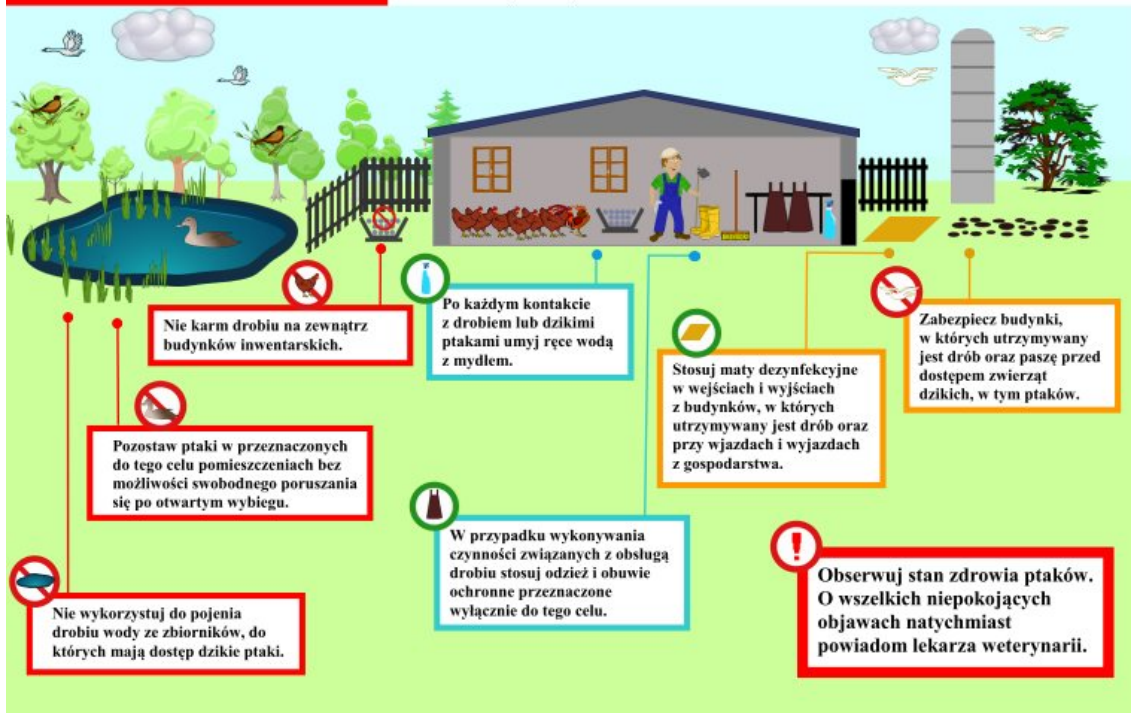 Nie karm drobiu na zewnątrz
budynków inwentarskich.
Po każdym kontakcie
z drobiem lub dzikimi
ptakami umyj ręce wodą
z mydłem.
Zabezpiecz budynki,
w których utrzymywany
jest drób oraz paszę przed
dostępem zwierząt
dzikich, w tym ptaków.
Stosuj maty dezynfekcyjne
w wejściach i wyjściach
z budynków, w których
utrzymywany jest drób oraz
przy wjazdach i wyjazdach
z gospodarstwa.
Pozostaw ptaki w przeznaczonych
do tego celu pomieszczeniach bez
możliwości swobodnego poruszania
się po otwartym wybiegu.
W przypadku wykonywania
czynności związanych z obsługą
drobiu stosuj odzież i obuwie
ochronne przeznaczone
wyłącznie do tego celu.
Obserwuj stan zdrowia ptaków.
O wszelkich niepokojących
objawach natychmiast
powiadom lekarza weterynarii.
Nie wykorzystuj do pojenia
drobiu wody ze zbiorników, do
których mają dostęp dzikie ptaki.